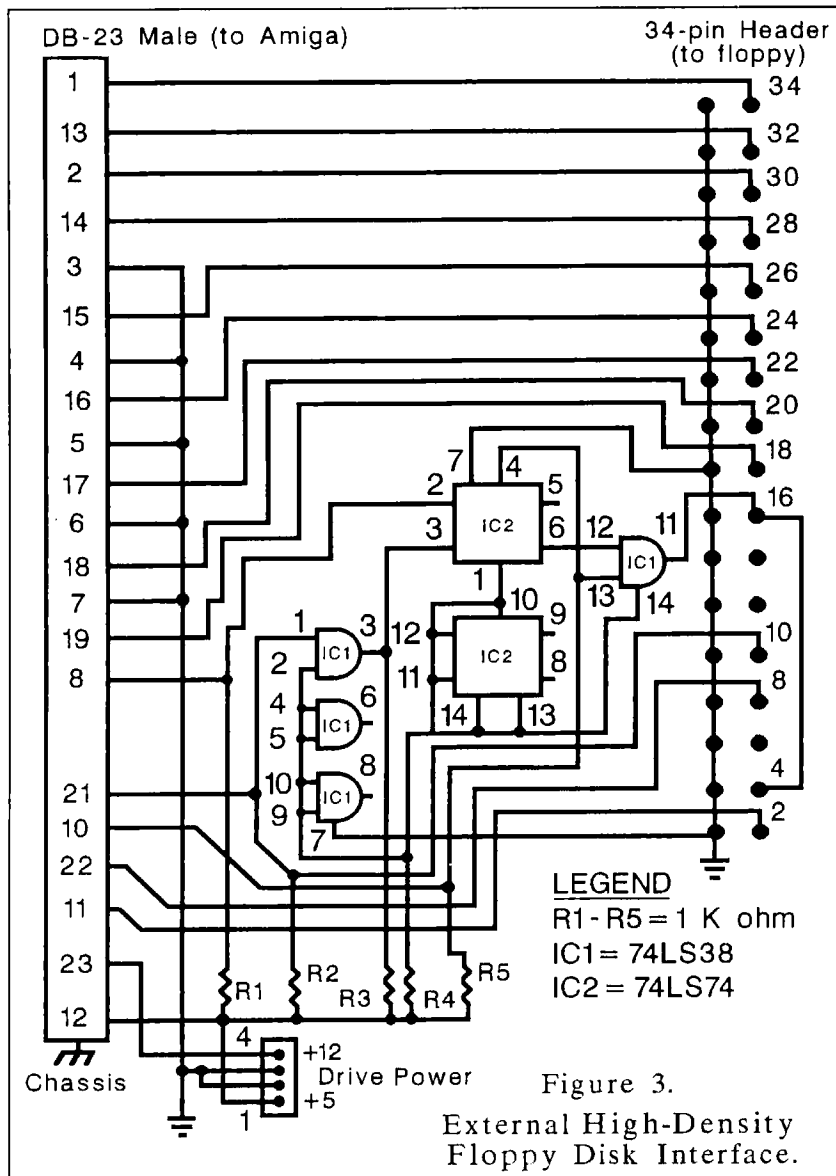 DB-23 Male (to Amiga)
34-pin Header
(to floppy)
1
34
13
32
2
30
14
28
3
26
15
24
4
22
16
20
5
18
17
7
4
16
6
2
5
3
IC2
6
12
11
18
IC1
7
1
13
14
19
1
3
12
10
9
10
IC1
2
11
IC2
8
8
8
4
6
14
13
5
IC1
21
10
8
4
9
IC1
10
7
2
22
LEGEND
R1-R5 = 1 K ohm
11
IC1 = 74LS38
23
R1
R2
R3
R4
R5
IC2 = 74LS74
12
4
+12
Chassis
Drive Power
1
+5
Figure 3.
External High-Density
Floppy Disk Interface.